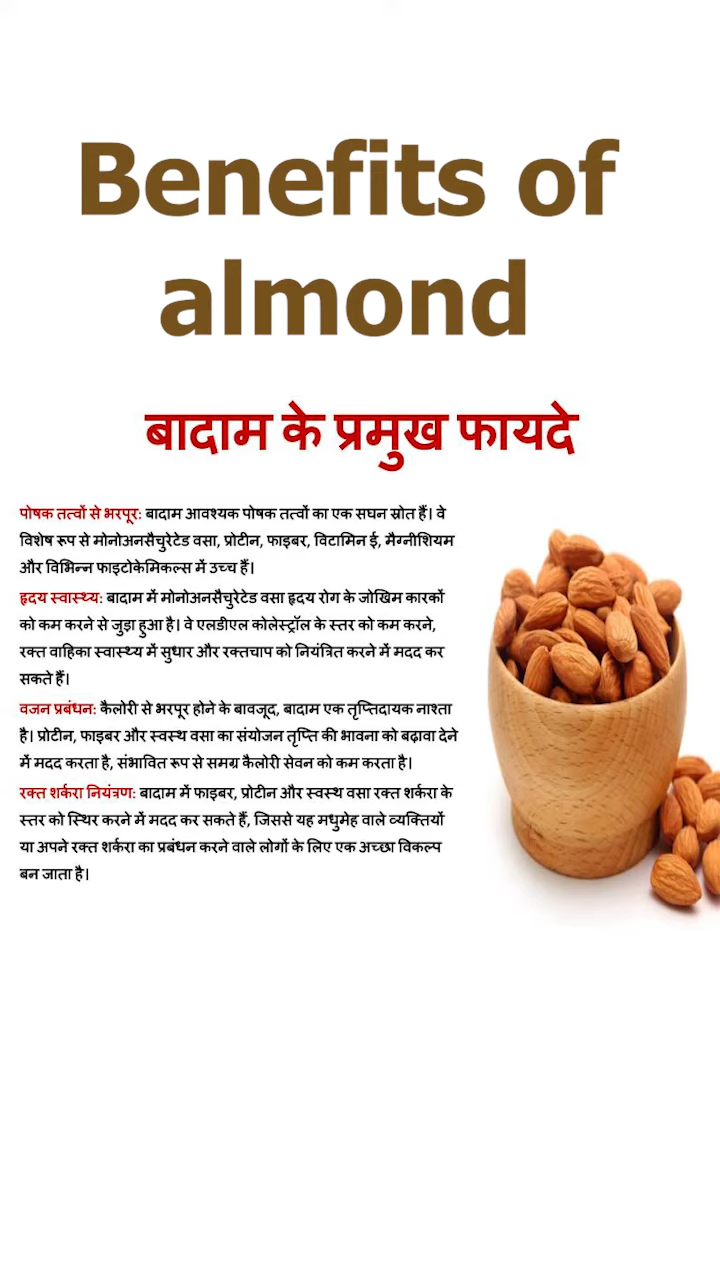 Benefits of
almond
बादाम के प्रमुख फायदे
पोषक तत्वों से भरपूर: बादाम आवश्यक पोषक तत्वों का एक सघन स्रोत हैं। वे
विशेष रूप से मोनोअनसैचुरेटेड वसा, प्रोटीन, फाइबर, विटामिन ई, मैग्नीशियम
और विभिन्न फाइटोकेमिकल्स में उच्च हैं।
हृदय स्वास्थ्य: बादाम में मोनोअनसैचुरेटेड वसा हृदय रोग के जोखिम कारकों
को कम करने से जुड़ा हुआ है। वे एलडीएल कोलेस्ट्रॉल के स्तर को कम करने,
रक्त वाहिका स्वास्थ्य में सुधार और रक्तचाप को नियंत्रित करने में मदद कर
सकते हैं।
वजन प्रबंधन: कैलोरी से भरपूर होने के बावजूद, बादाम एक तृप्तिदायक नाश्ता
है। प्रोटीन, फाइबर और स्वस्थ वसा का संयोजन तृप्ति की भावना को बढ़ावा देने
में मदद करता है, संभावित रूप से समग्र कैलोरी सेवन को कम करता है।
रक्त शर्करा नियंत्रण: बादाम में फाइबर, प्रोटीन और स्वस्थ वसा रक्त शर्करा के
स्तर को स्थिर करने में मदद कर सकते हैं, जिससे यह मधुमेह वाले व्यक्तियों
या अपने रक्त शर्करा का प्रबंधन करने वाले लोगों के लिए एक अच्छा विकल्प
बन जाता है।